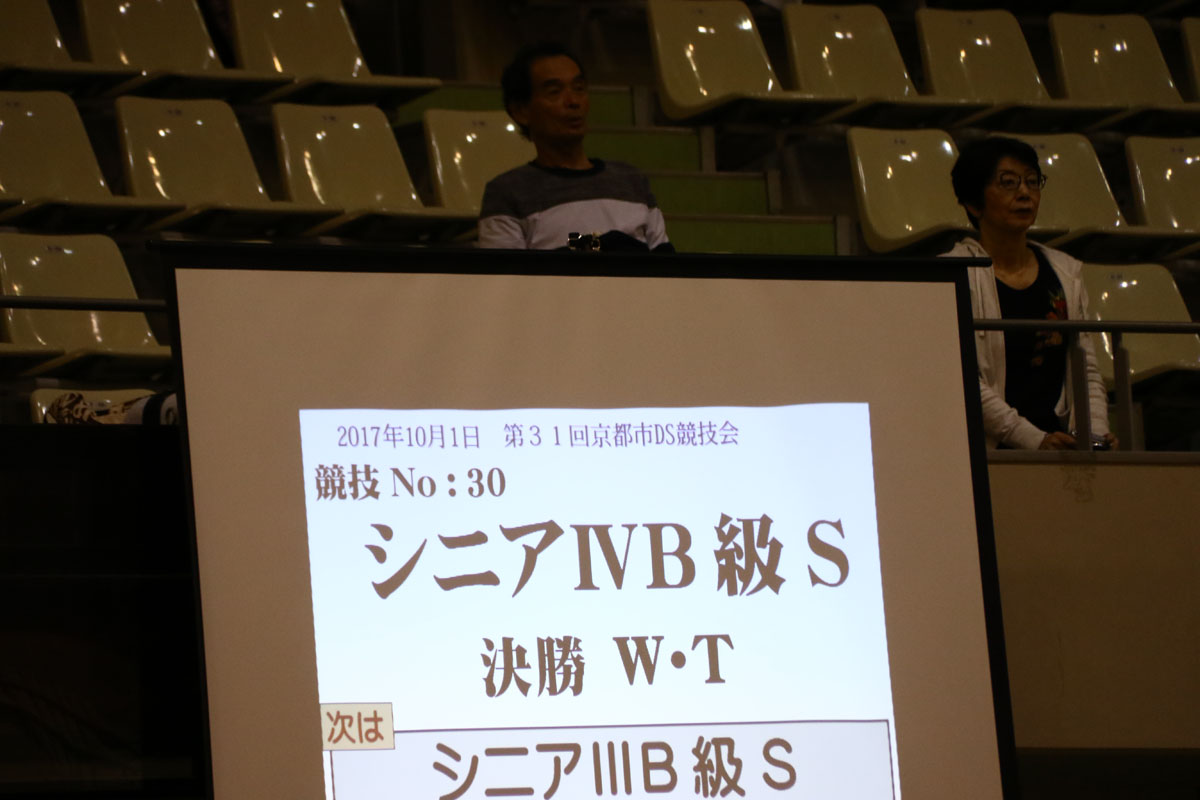 2017年10月1日　第３１回京都市DS競技会
競技 No：30
シニアⅣB 級 S
決勝 W・T
次は
シニアⅢB 級 S